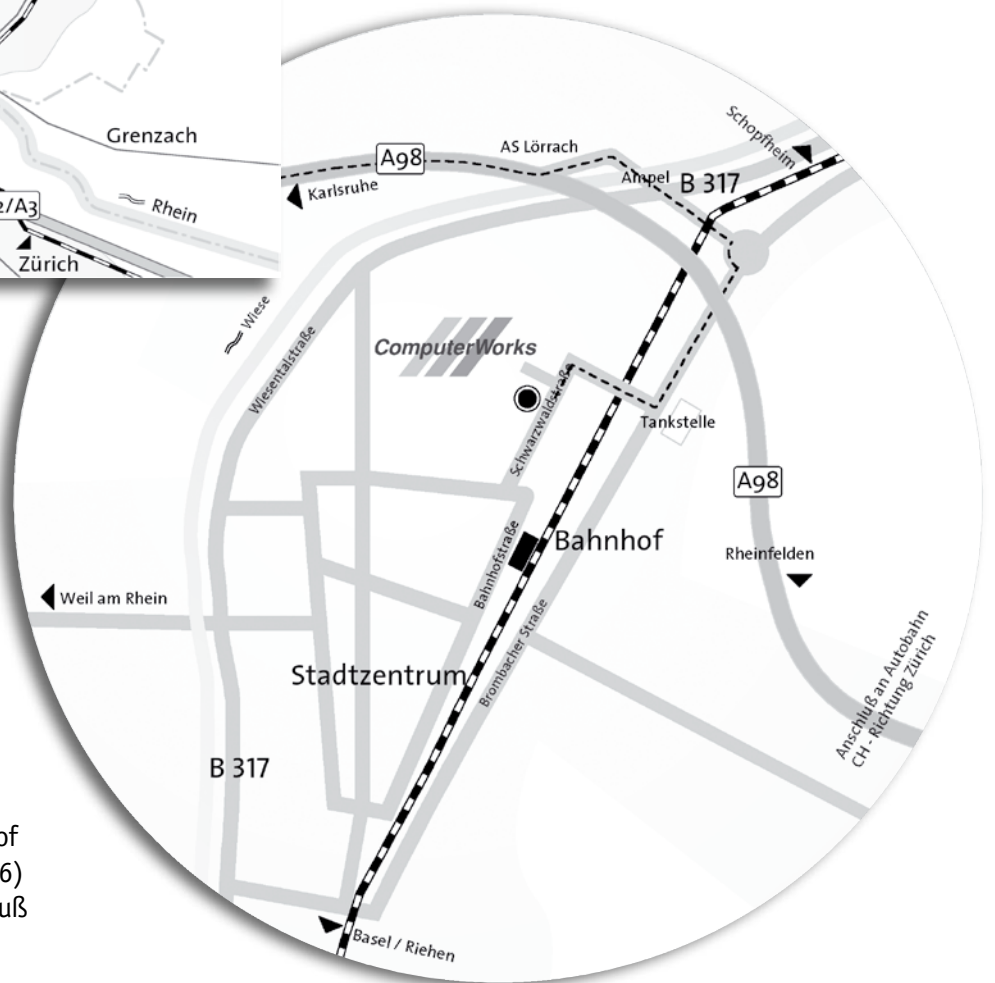 Grenzach
Rhein
2/A3
Zürich
Schopfheim
AS Lörrach
A98
Ampel
B 317
Karlsruhe
Wiese
Wiesentalstraße
ComputerWorks
Schwarzwaldstraße
Tankstelle
A98
Bahnhof
Bahnhofstraße
Rheinfelden
Weil am Rhein
Brombacher Straße
Stadtzentrum
Anschluß an Autobahn
CH - Richtung Zürich
B 317
of
6)
uß
Basel / Riehen